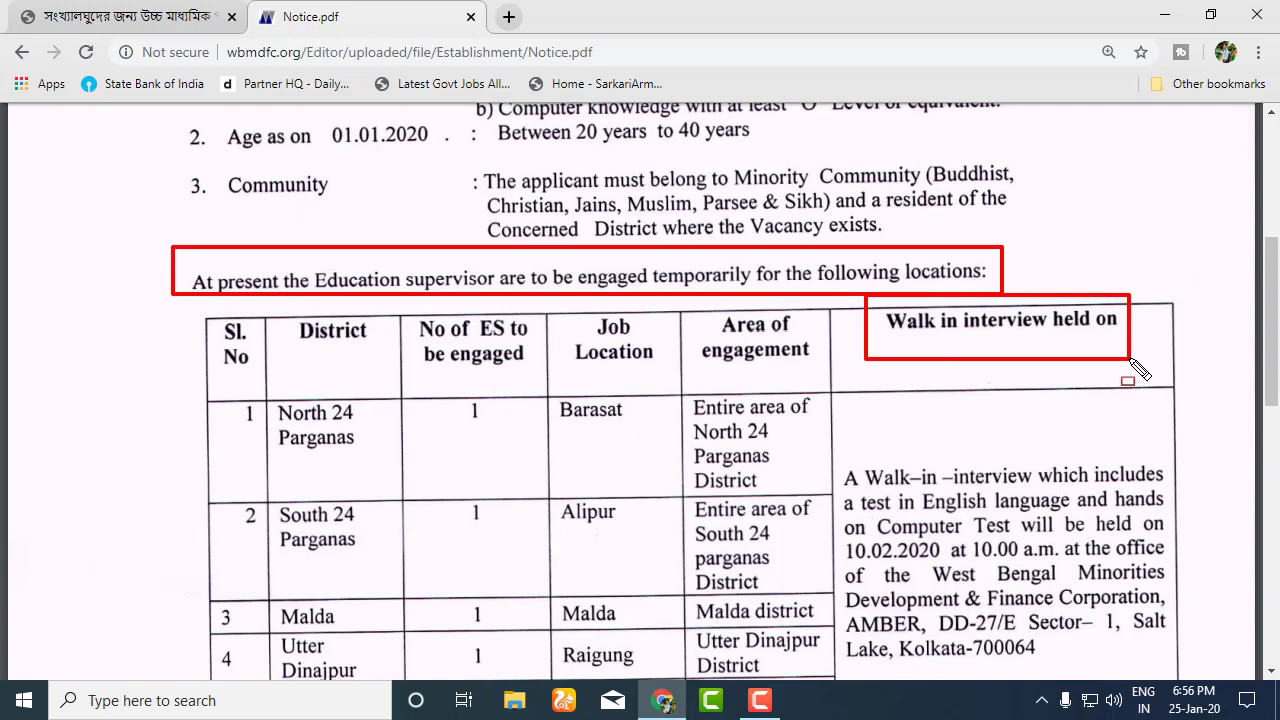 সংখ্যালঘুদের জন্য উচ্চ মাধ্যমিক
Notice.pdf
Not secure
wbmdfc.org/Editor/uploaded/file/Establishment/Notice.pdf
Apps
State Bank of India
d Partner HQ - Daily...
Latest Govt Jobs All...
Home - SarkariArm...
Other bookmarks
b) Computer knowledge with at least "O" Level or equivalent.
2. Age as on 01.01.2020 . : Between 20 years to 40 years
3. Community : The applicant must belong to Minority Community (Buddhist,
Christian, Jains, Muslim, Parsee & Sikh) and a resident of the
Concerned District where the Vacancy exists.
At present the Education supervisor are to be engaged temporarily for the following locations:
Sl. No
District
No of ES to be engaged
Job Location
Area of engagement
Walk in interview held on
1
North 24
Parganas
1
Barasat
Entire area of
North 24
Parganas
District
2
South 24
Parganas
1
Alipur
Entire area of
South 24
parganas
District
3
Malda
1
Malda
Malda district
4
Utter
Dinajpur
1
Raigung
Utter Dinajpur
District
A Walk–in –interview which includes
a test in English language and hands
on Computer Test will be held on
10.02.2020 at 10.00 a.m. at the office
of the West Bengal Minorities
Development & Finance Corporation,
AMBER, DD-27/E Sector– 1, Salt
Lake, Kolkata-700064
Type here to search
ENG
IN
6:56 PM
25-Jan-20